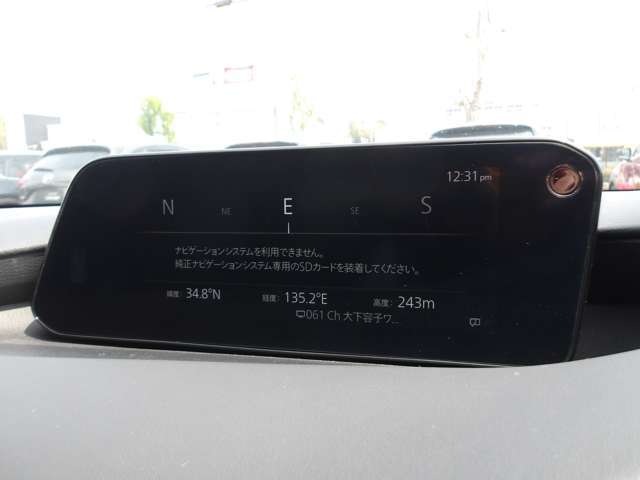 12:31pm
N NE E SE S
ナビゲーションシステムを利用できません。
純正ナビゲーションシステム専用のSDカードを装着してください。
緯度: 34.8°N 経度: 135.2°E 高度: 243m
061 Ch 大下容子ワ...